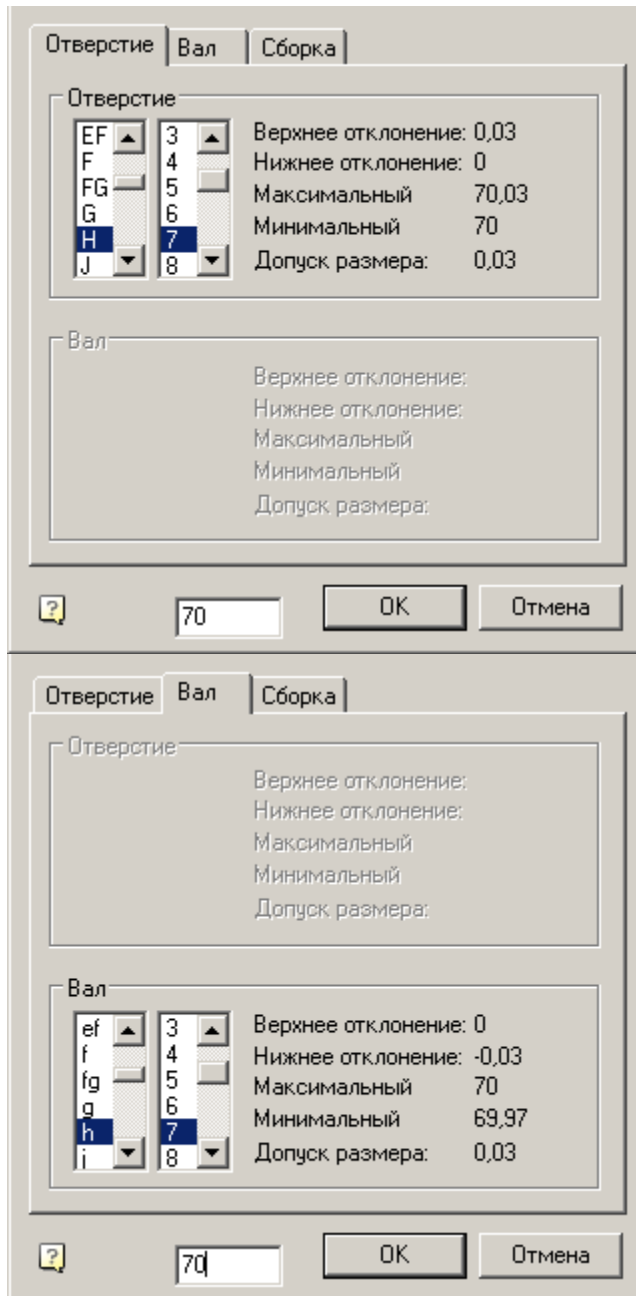 Отверстие Вал Сборка
Отверстие
EF 3 Верхнее отклонение: 0,03
F 4 Нижнее отклонение: 0
FG 5 Максимальный 70,03
G 6 Минимальный 70
H 7 Допуск размера: 0,03
J 8
Вал
Верхнее отклонение:
Нижнее отклонение:
Максимальный
Минимальный
Допуск размера:
? 70 OK Отмена
Отверстие Вал Сборка
Отверстие
Верхнее отклонение:
Нижнее отклонение:
Максимальный
Минимальный
Допуск размера:
Вал
ef 3 Верхнее отклонение: 0
f 4 Нижнее отклонение: -0,03
fg 5 Максимальный 70
g 6 Минимальный 69,97
h 7 Допуск размера: 0,03
j 8
? 70 OK Отмена